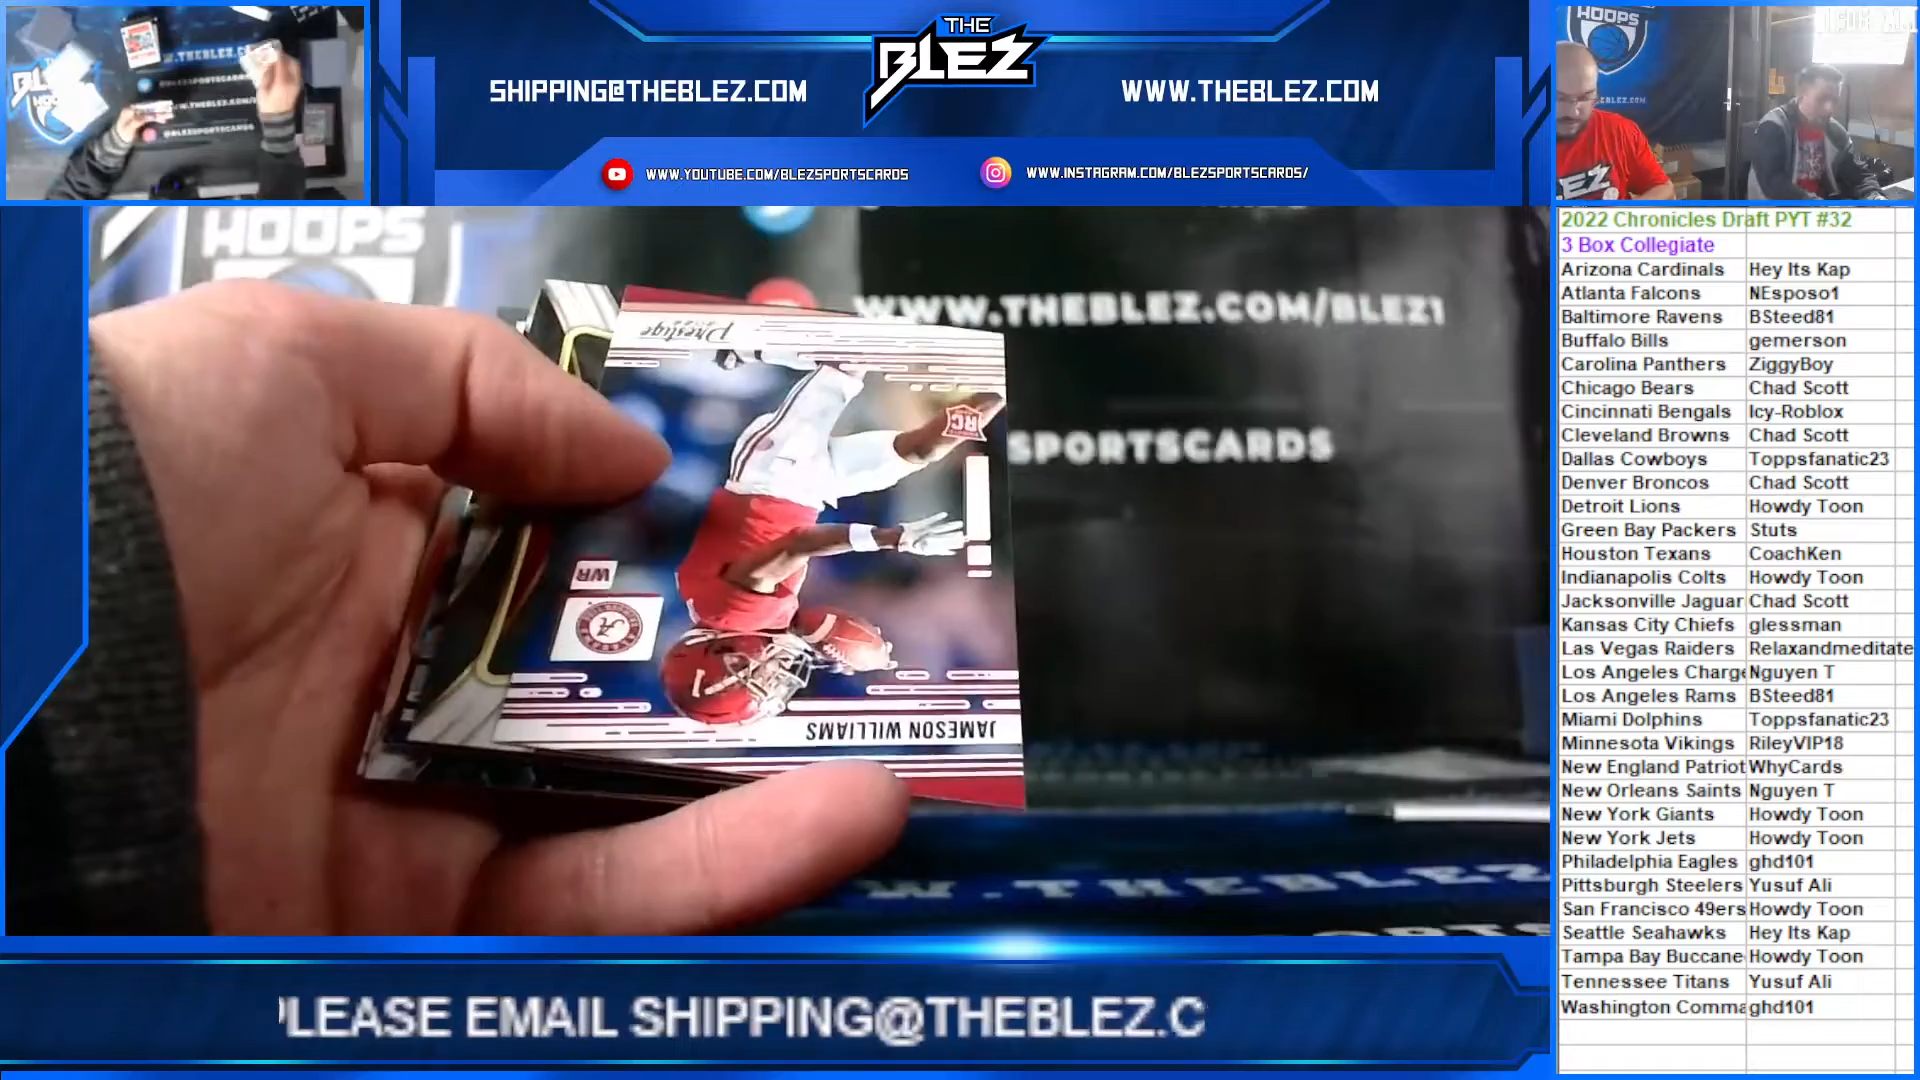 THE
BLEZ
SHIPPING@THEBLEZ.COM
WWW.THEBLEZ.COM
WWW.YOUTUBE.COM/BLEZSPORTSCARDS
WWW.INSTAGRAM.COM/BLEZSPORTSCARDS/
HOOPS
HOOPS
WWW.THEBLEZ.COM/BLEZ1
SPORTSCARDS
Prestige
RC
WR
A
JAMESON WILLIAMS
W.THEBLEZ
2022 Chronicles Draft PYT #32
3 Box Collegiate
Arizona Cardinals Hey Its Kap
Atlanta Falcons NEsposo1
Baltimore Ravens BSteed81
Buffalo Bills gemerson
Carolina Panthers ZiggyBoy
Chicago Bears Chad Scott
Cincinnati Bengals Icy-Roblox
Cleveland Browns Chad Scott
Dallas Cowboys Toppsfanatic23
Denver Broncos Chad Scott
Detroit Lions Howdy Toon
Green Bay Packers Stuts
Houston Texans CoachKen
Indianapolis Colts Howdy Toon
Jacksonville Jaguar Chad Scott
Kansas City Chiefs glessman
Las Vegas Raiders Relaxandmeditate
Los Angeles Charge Nguyen T
Los Angeles Rams BSteed81
Miami Dolphins Toppsfanatic23
Minnesota Vikings RileyVIP18
New England Patriot WhyCards
New Orleans Saints Nguyen T
New York Giants Howdy Toon
New York Jets Howdy Toon
Philadelphia Eagles ghd101
Pittsburgh Steelers Yusuf Ali
San Francisco 49ers Howdy Toon
Seattle Seahawks Hey Its Kap
Tampa Bay Buccane Howdy Toon
Tennessee Titans Yusuf Ali
Washington Comma ghd101
LEASE EMAIL SHIPPING@THEBLEZ.C